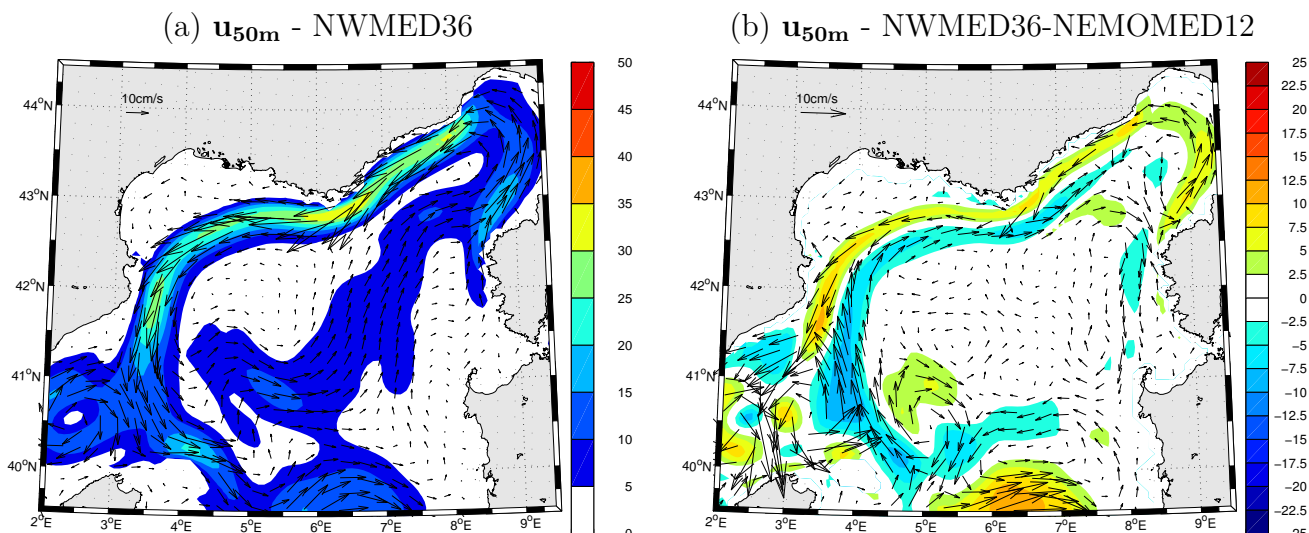 (a) u50m - NWMED36
(b) u50m - NWMED36-NEMOMED12
10cm/s
44°N
43°N
42°N
41°N
40°N
2°E 3°E 4°E 5°E 6°E 7°E 8°E 9°E
50
45
40
35
30
25
20
15
10
5
0
10cm/s
44°N
43°N
42°N
41°N
40°N
2°E 3°E 4°E 5°E 6°E 7°E 8°E 9°E
25
22.5
20
17.5
15
12.5
10
7.5
5
2.5
0
−2.5
−5
−7.5
−10
−12.5
−15
−17.5
−20
−22.5
−25